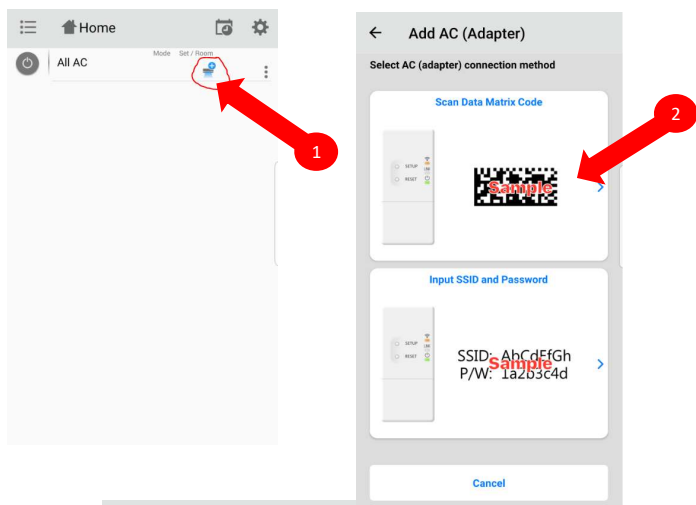 Home
Mode Set / Room
All AC
1
Add AC (Adapter)
Select AC (adapter) connection method
Scan Data Matrix Code
2
SETUP
RESET
Sample
Input SSID and Password
SETUP
RESET
SSID: AbCdEfGh
Sample
P/W: 1a2b3c4d
Cancel